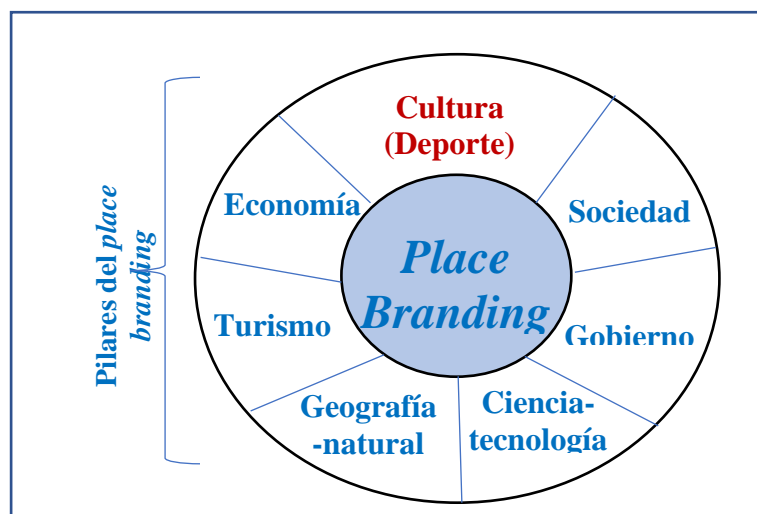 Pilares del place
branding
Cultura
(Deporte)
Economía
Sociedad
Place
Branding
Turismo
Gobierno
Geografía
-natural
Ciencia-
tecnología